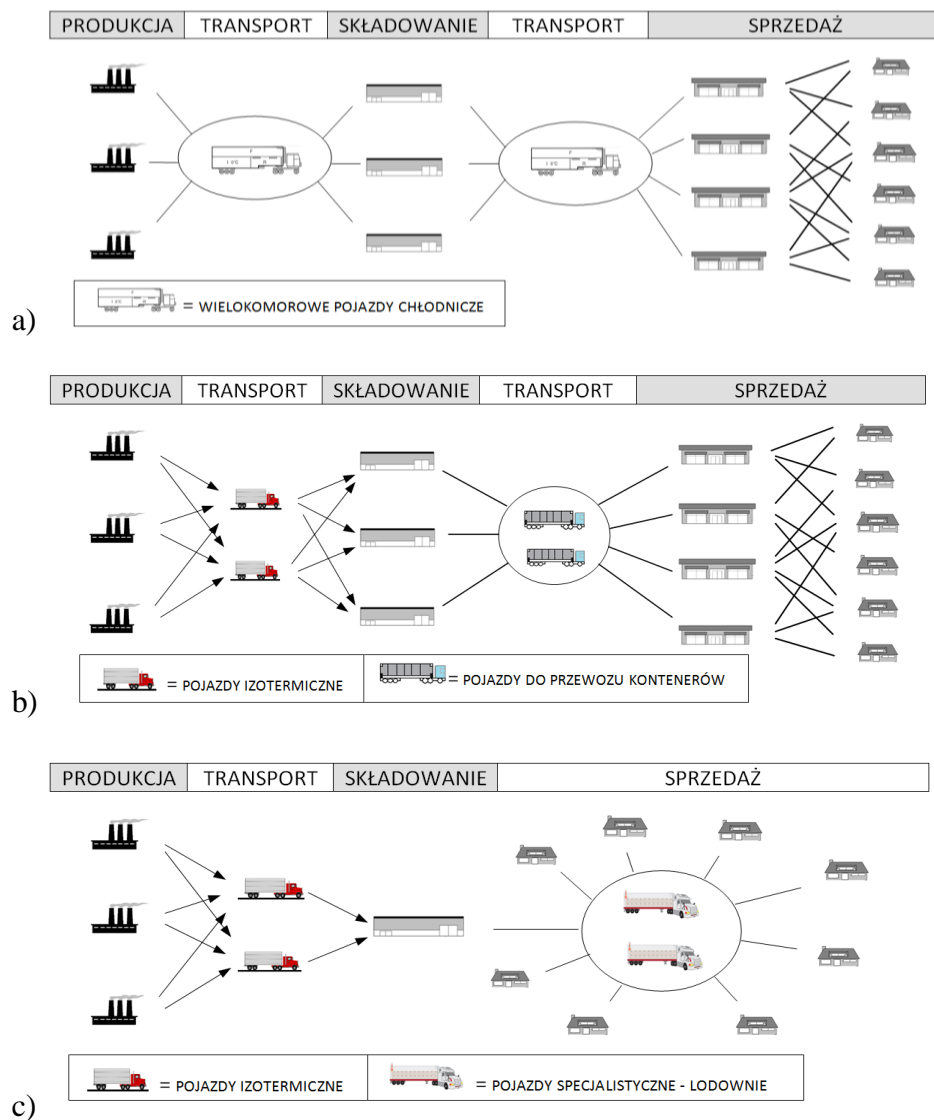 PRODUKCJA TRANSPORT SKŁADOWANIE TRANSPORT SPRZEDAŻ
= WIELOKOMOROWE POJAZDY CHŁODNICZE
a)
PRODUKCJA TRANSPORT SKŁADOWANIE TRANSPORT SPRZEDAŻ
= POJAZDY IZOTERMICZNE = POJAZDY DO PRZEWOZU KONTENERÓW
b)
PRODUKCJA TRANSPORT SKŁADOWANIE SPRZEDAŻ
= POJAZDY IZOTERMICZNE = POJAZDY SPECJALISTYCZNE - LODOWNIE
c)